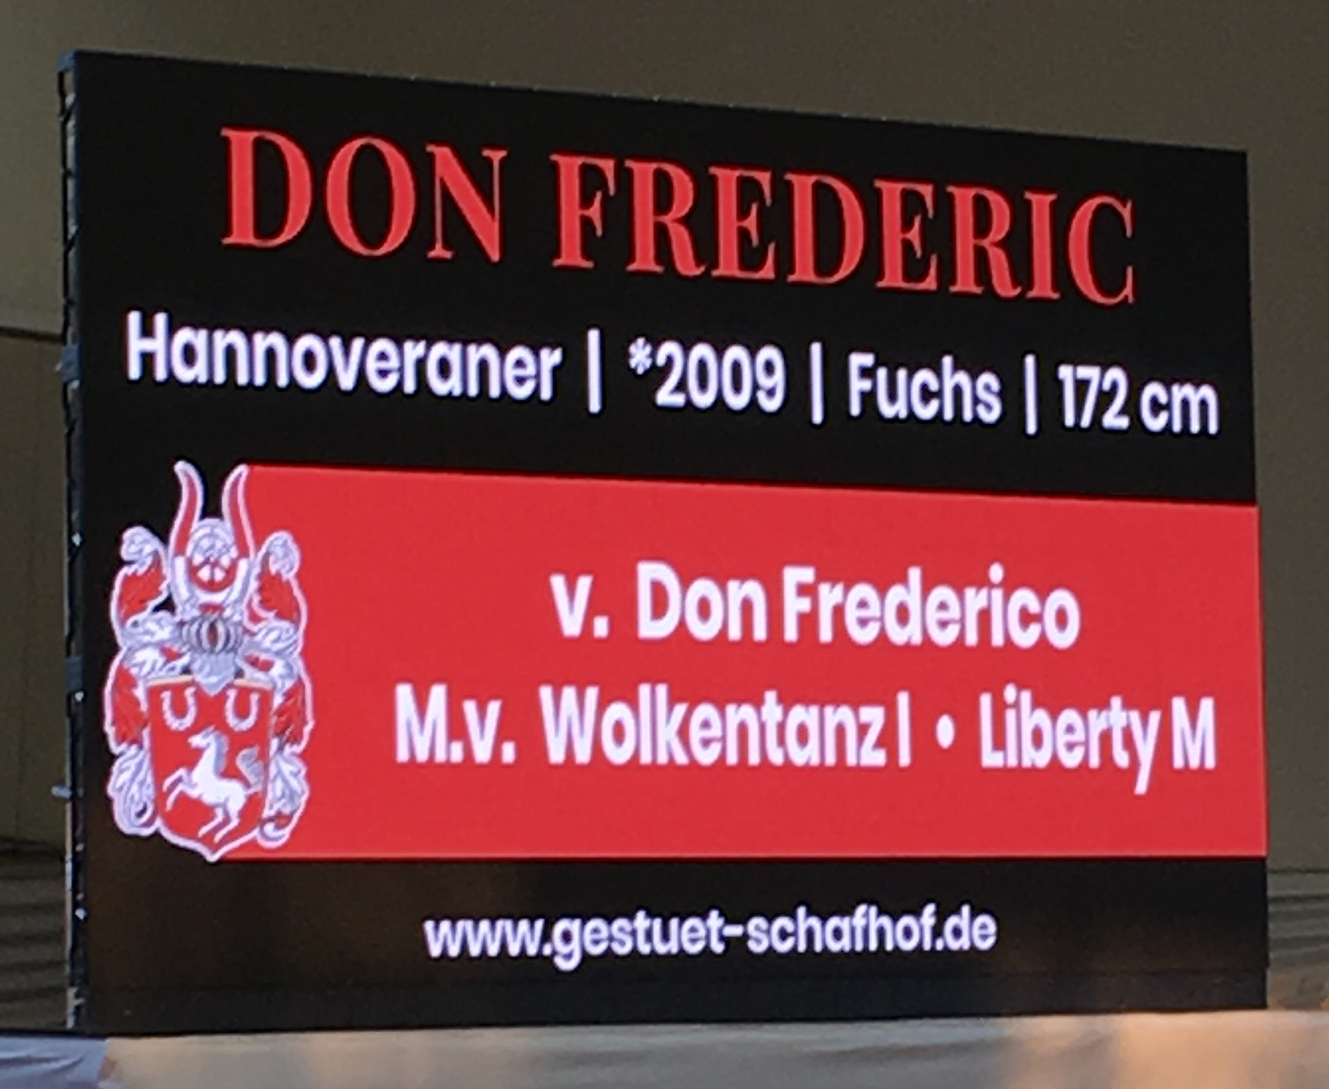 DON FREDERIC
Hannoveraner | *2009 | Fuchs | 172 cm
v. Don Frederico
M.v. Wolkentanz I • Liberty M
www.gestuet-schafhof.de